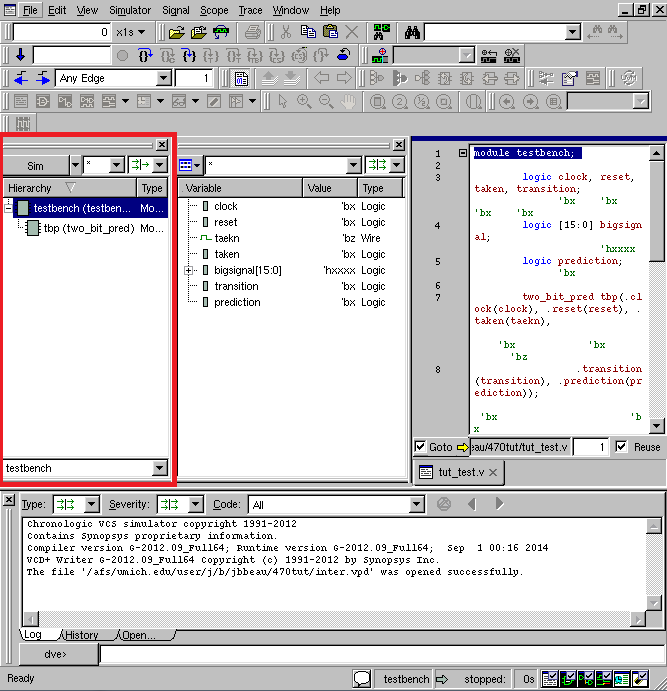 File Edit View Simulator Signal Scope Trace Window Help
0 x1s
Any Edge 1
Sim * 
Hierarchy Type
testbench (testben... Mo...
tbp (two_bit_pred) Mo...
testbench
*
Variable Value Type
clock 'bx Logic
reset 'bx Logic
taekn 'bz Wire
taken 'bx Logic
bigsignal[15:0] 'hxxxx Logic
transition 'bx Logic
prediction 'bx Logic
1 module testbench;
2
3 logic clock, reset,
taken, transition;
'bx 'bx
'bx 'bx
4 logic [15:0] bigsign
al;
'hxxxx
5 logic prediction;
'bx
6
7 two_bit_pred tbp(.c
lock(clock), .reset(reset), .
taken(taekn),
'bx 'bx
'bz
8 .transition
(transition), .prediction(pr
ediction));
'bx 'b
x
Goto eau/470tut/tut_test.v 1 Reuse
tut_test.v
Type: Severity: Code: All
Chronologic VCS simulator copyright 1991-2012
Contains Synopsys proprietary information.
Compiler version G-2012.09_Full64; Runtime version G-2012.09_Full64; Sep 1 00:16 2014
VCD+ Writer G-2012.09_Full64 Copyright (c) 1991-2012 by Synopsys Inc.
The file '/afs/umich.edu/user/j/b/jbbeau/470tut/inter.vpd' was opened successfully.
Log History Open...
dve>
Ready testbench stopped: 0s